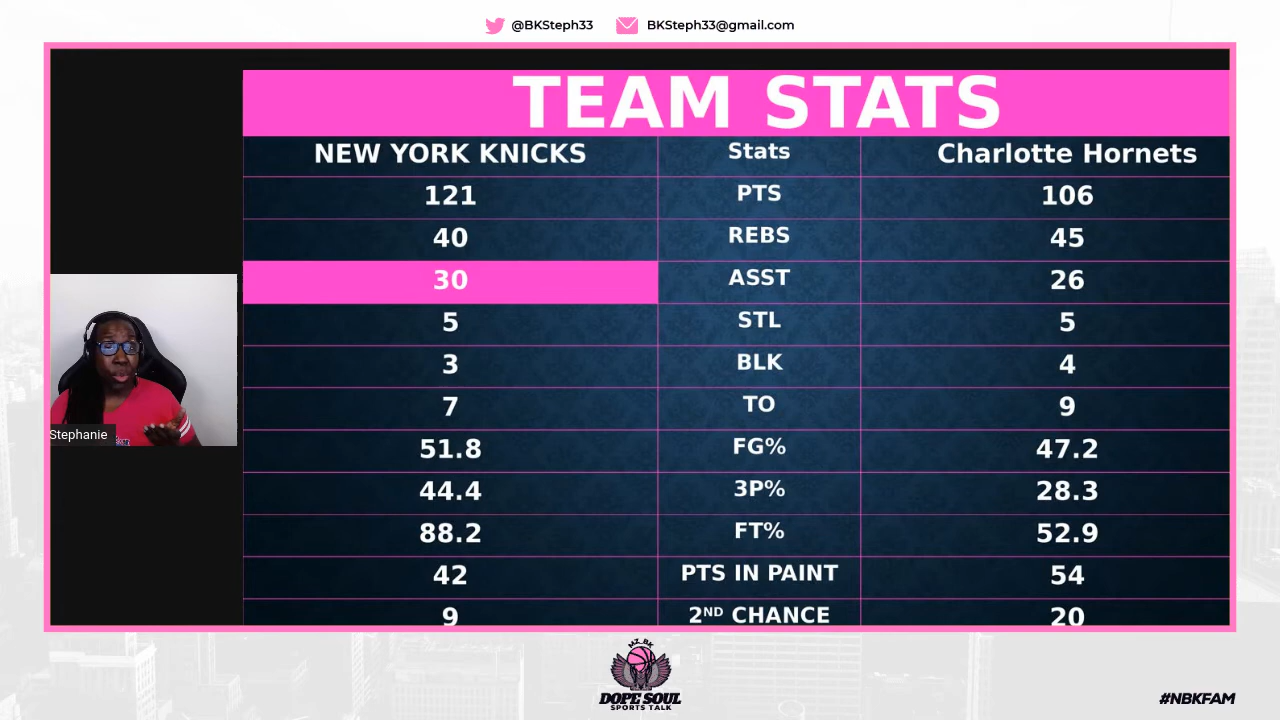 @BKSteph33 BKSteph33@gmail.com
TEAM STATS
NEW YORK KNICKS Stats Charlotte Hornets
121 PTS 106
40 REBS 45
30 ASST 26
5 STL 5
3 BLK 4
7 TO 9
51.8 FG% 47.2
44.4 3P% 28.3
88.2 FT% 52.9
42 PTS IN PAINT 54
9 2ND CHANCE 20
Stephanie
MZ. BK
DOPE SOUL
SPORTS TALK
#NBKFAM